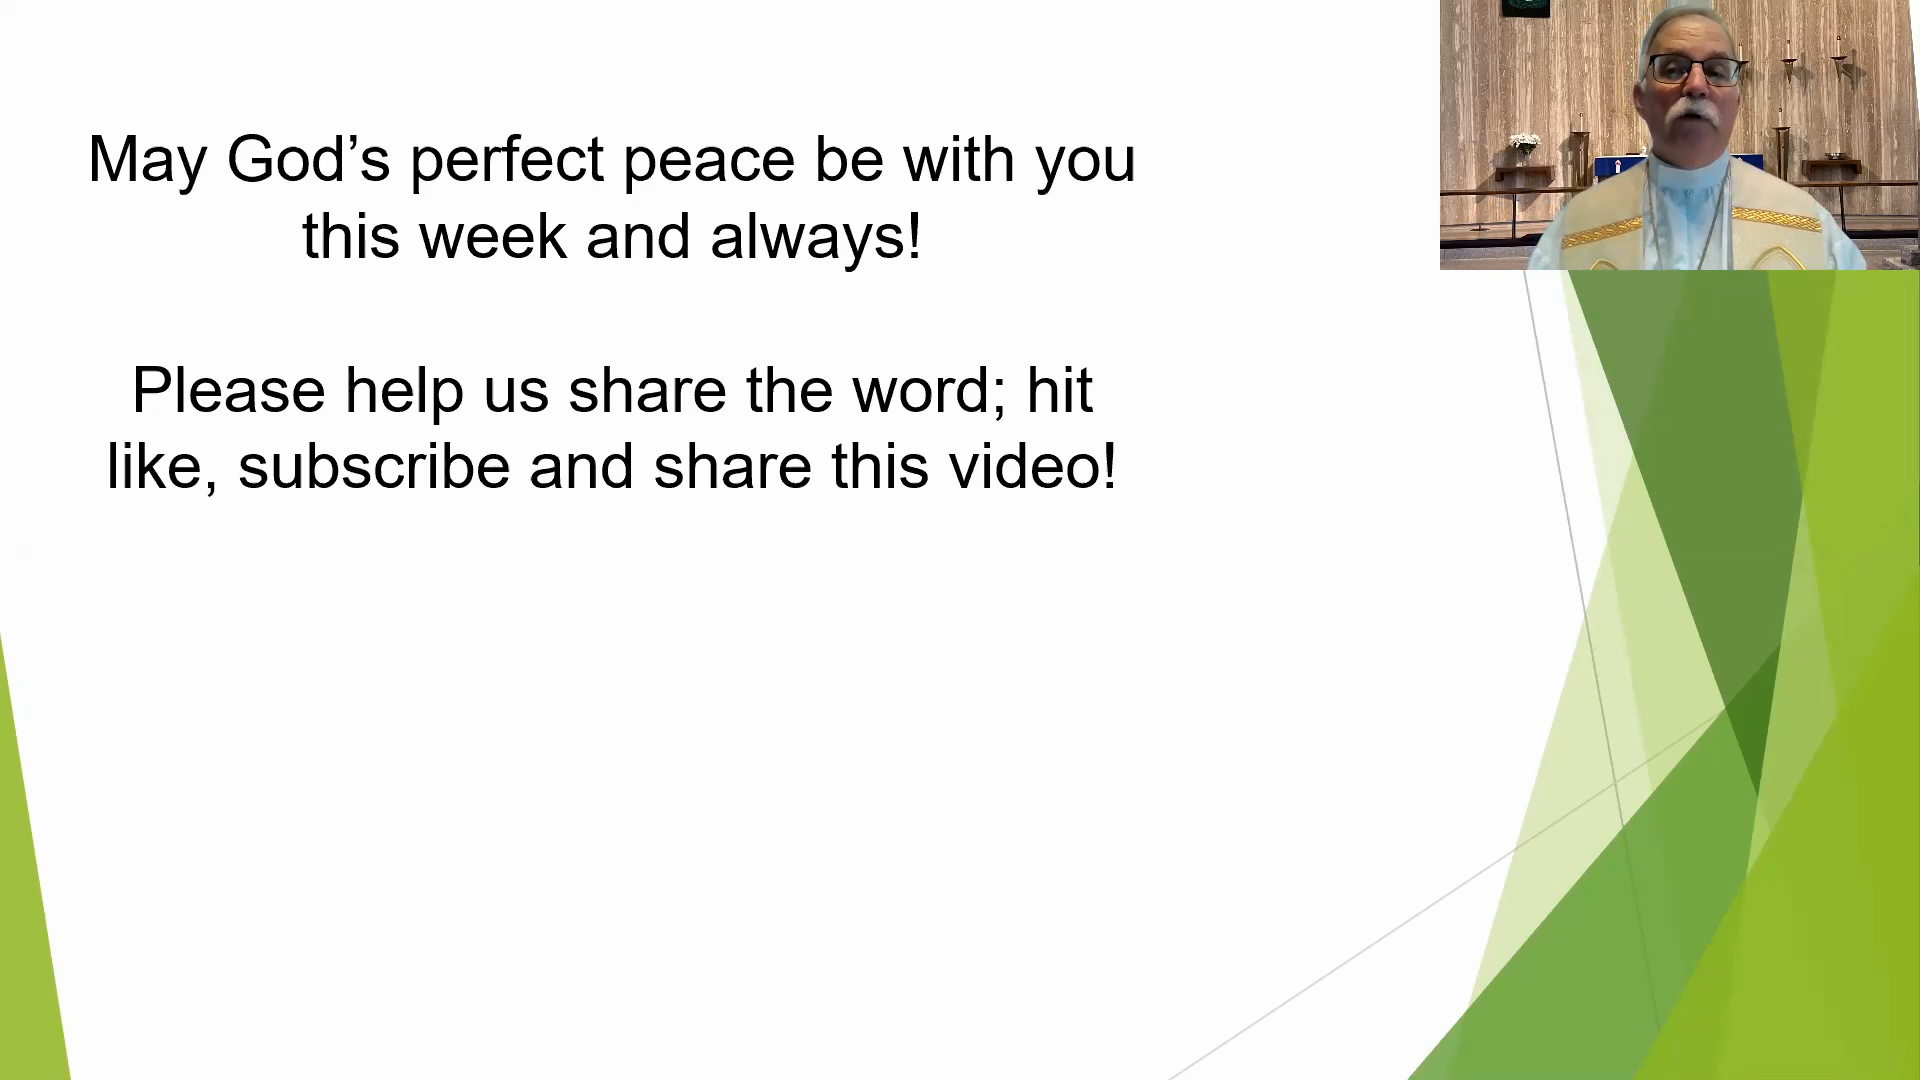 May God’s perfect peace be with you
this week and always!
Please help us share the word; hit
like, subscribe and share this video!